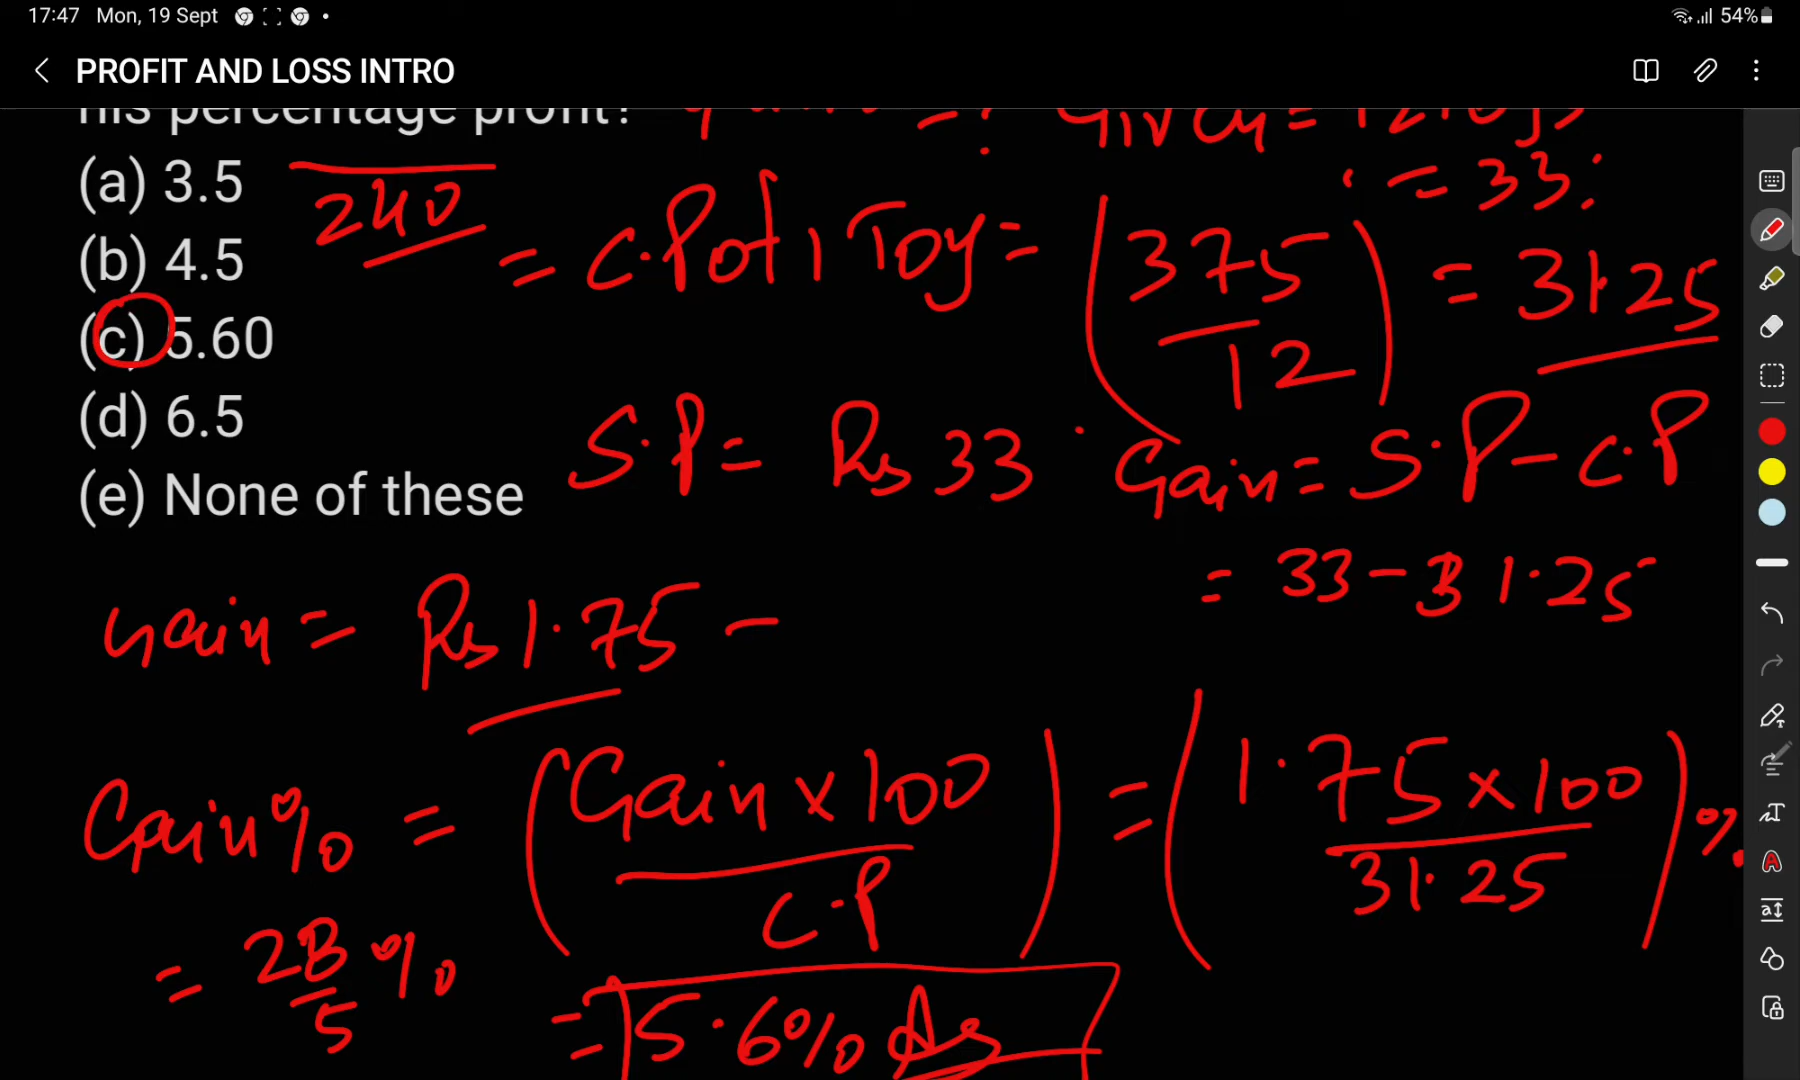 17:47 Mon, 19 Sept 54%
PROFIT AND LOSS INTRO
his percentage profit? = ? Given =
(a) 3.5 = 33
240 = C.P of 1 Toy = (375/12) = 31.25
(b) 4.5
(c) 5.60
(d) 6.5 S.P = Rs 33 Gain = S.P - C.P
(e) None of these
= 33 - 31.25
Gain = Rs 1.75 -
Gain% = (Gain x 100 / C.P) = (1.75 x 100 / 31.25) %
= 28/5 % = 5.6% Ans